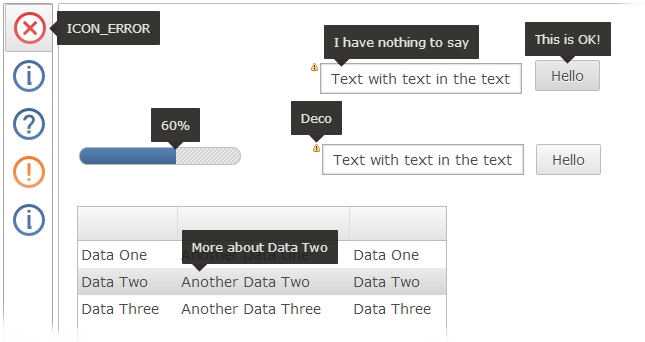 ICON_ERROR
I have nothing to say
This is OK!
Text with text in the text
Hello
60%
Deco
Text with text in the text
Hello
More about Data Two
Data One Another Data One Data One
Data Two Another Data Two Data Two
Data Three Another Data Three Data Three